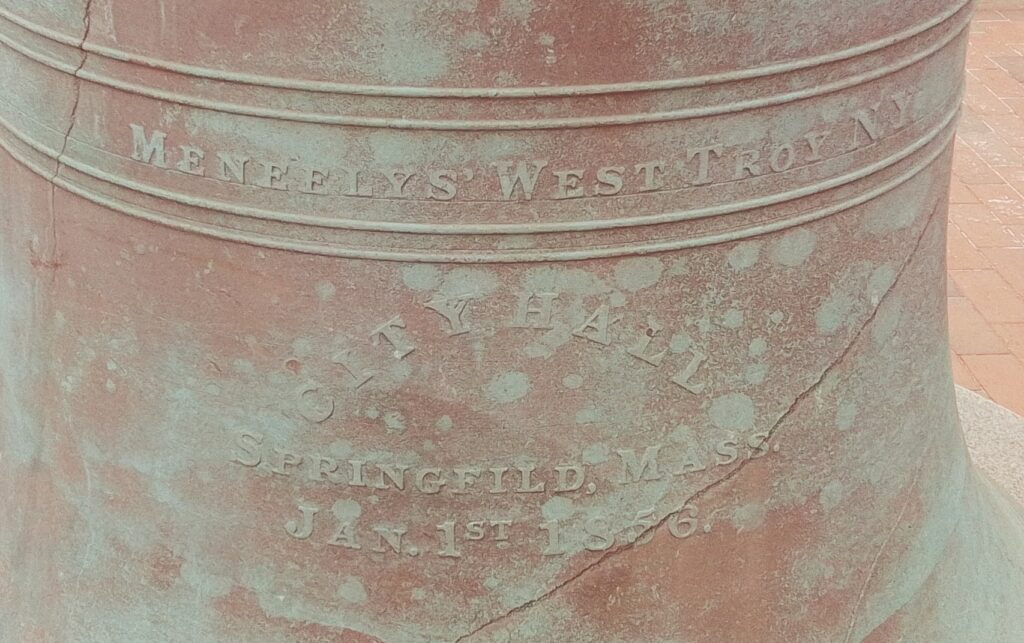 MENEELYS' WEST TROY N.Y.
CITY HALL
SPRINGFILD, MASS.
JAN. 1ST 1856.